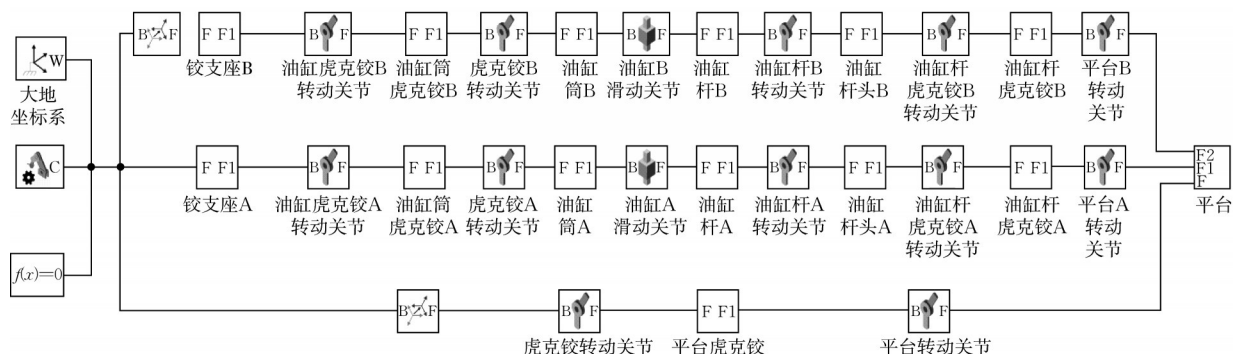 B F
F F1
B F
F F1
B F
F F1
B F
F F1
B F
F F1
B F
F F1
B F
W
铰支座B
油缸虎克铰B
转动关节
油缸筒
虎克铰B
虎克铰B
转动关节
油缸
筒B
油缸B
滑动关节
油缸
杆B
油缸杆B
转动关节
油缸
杆头B
油缸杆
虎克铰B
转动关节
油缸杆
虎克铰B
平台B
转动
关节
大地
坐标系
C
F F1
B F
F F1
B F
F F1
B F
F F1
B F
F F1
B F
F F1
B F
F2
F1
F
平台
铰支座A
油缸虎克铰A
转动关节
油缸筒
虎克铰A
虎克铰A
转动关节
油缸
筒A
油缸A
滑动关节
油缸
杆A
油缸杆A
转动关节
油缸
杆头A
油缸杆
虎克铰A
转动关节
油缸杆
虎克铰A
平台A
转动
关节
f(x)=0
B F
B F
F F1
B F
虎克铰转动关节
平台虎克铰
平台转动关节